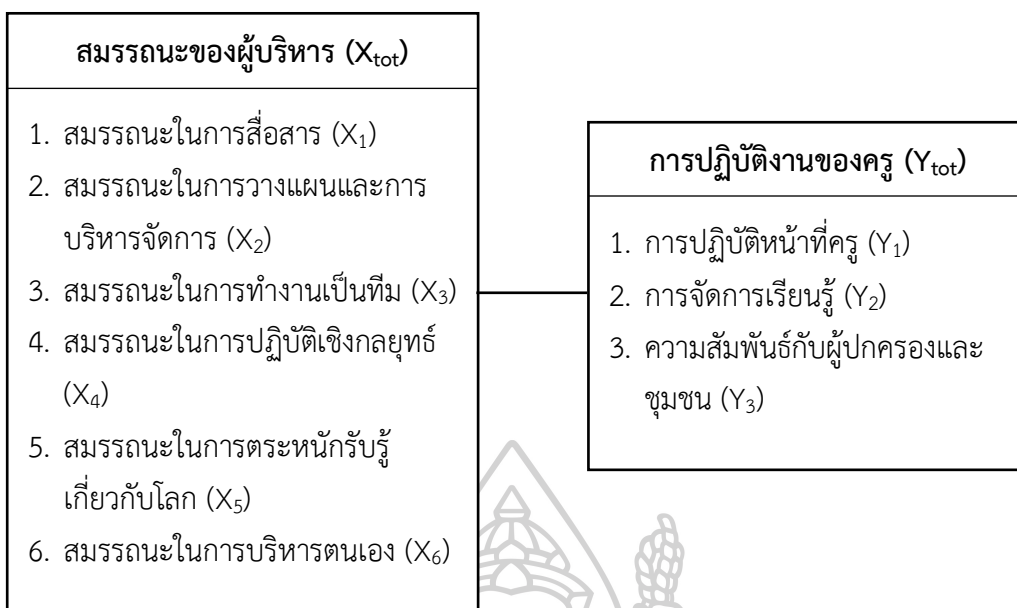 สมรรถนะของผู้บริหาร (Xtot)
1. สมรรถนะในการสื่อสาร (X1)
2. สมรรถนะในการวางแผนและการ
บริหารจัดการ (X2)
3. สมรรถนะในการทำงานเป็นทีม (X3)
4. สมรรถนะในการปฏิบัติเชิงกลยุทธ์
(X4)
5. สมรรถนะในการตระหนักรับรู้
เกี่ยวกับโลก (X5)
6. สมรรถนะในการบริหารตนเอง (X6)
การปฏิบัติงานของครู (Ytot)
1. การปฏิบัติหน้าที่ครู (Y1)
2. การจัดการเรียนรู้ (Y2)
3. ความสัมพันธ์กับผู้ปกครองและ
ชุมชน (Y3)